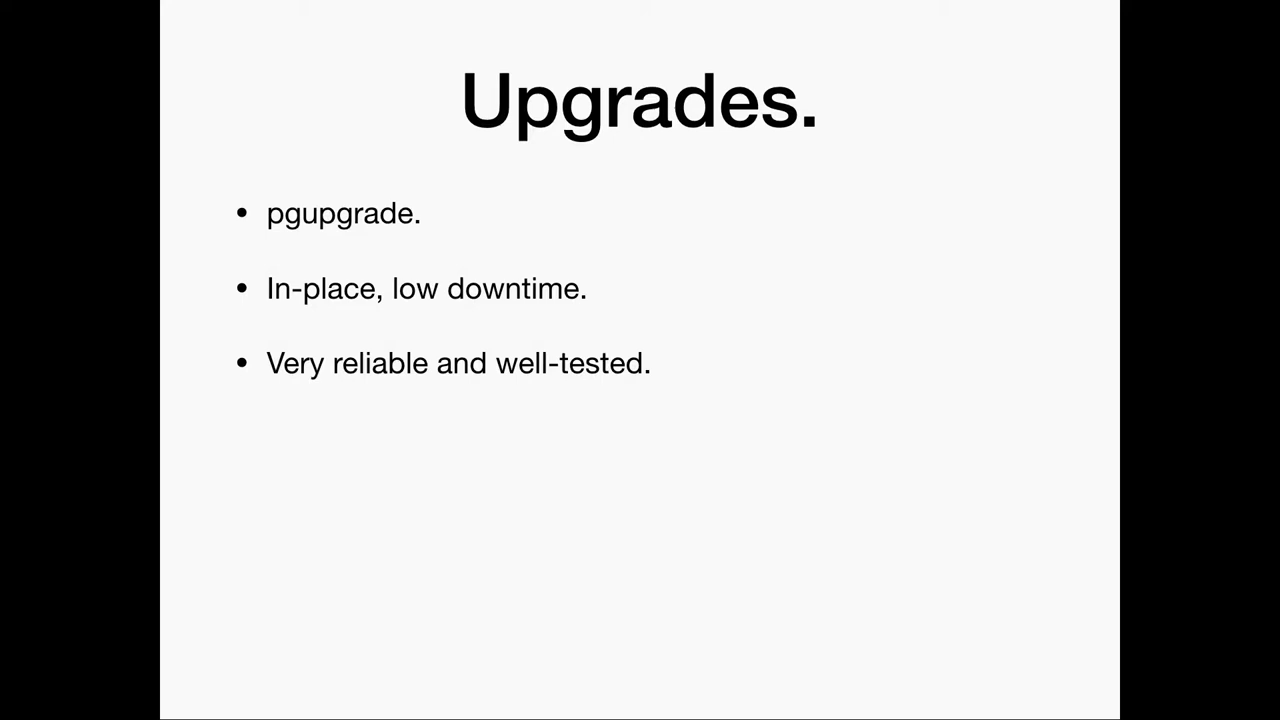 Upgrades.
• pgupgrade.
• In-place, low downtime.
• Very reliable and well-tested.